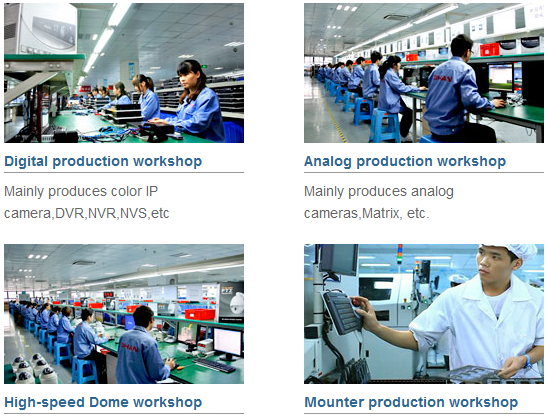 Digital production workshop
Analog production workshop
Mainly produces color IP
camera,DVR,NVR,NVS,etc
Mainly produces analog
cameras,Matrix, etc.
High-speed Dome workshop
Mounter production workshop